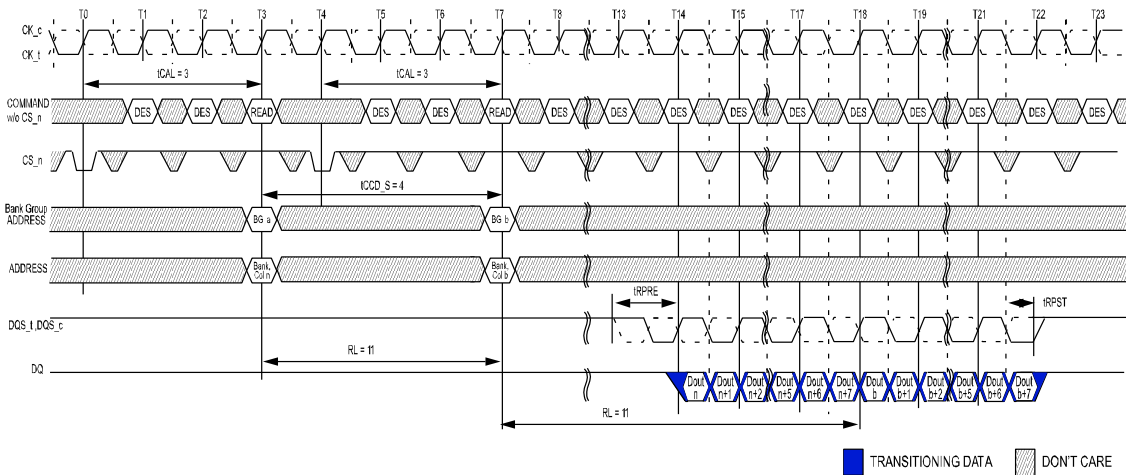 T0 T1 T2 T3 T4 T5 T6 T7 T8 T13 T14 T15 T17 T18 T19 T21 T22 T23
CK_c
CK_t
tCAL = 3 tCAL = 3
COMMAND
w/o CS_n
DES DES READ DES DES READ DES DES DES DES DES DES DES DES DES DES
CS_n
tCCD_S = 4
Bank Group
ADDRESS
BG a BG b
ADDRESS
Bank, Col n Bank, Col b
tRPRE tRPST
DQS_t ,DQS_c
RL = 11
DQ
Dout n Dout n+1 Dout n+2 Dout n+5 Dout n+6 Dout n+7 Dout b Dout b+1 Dout b+2 Dout b+5 Dout b+6 Dout b+7
RL = 11
TRANSITIONING DATA DON'T CARE